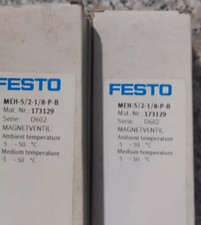 FESTO
MEH-5/2-1/8-P-B
Mat. Nr.: 173129
Serie: D602
MAGNETVENTIL
Ambient temperature
-5 - 50 °C
Medium temperature
-5 - 50 °C
FESTO
MEH-5/2-1/8-P-B
Mat. Nr.: 173129
Serie: D602
MAGNETVENTIL
Ambient temperature
-5 - 50 °C
Medium temperature
-5 - 50 °C